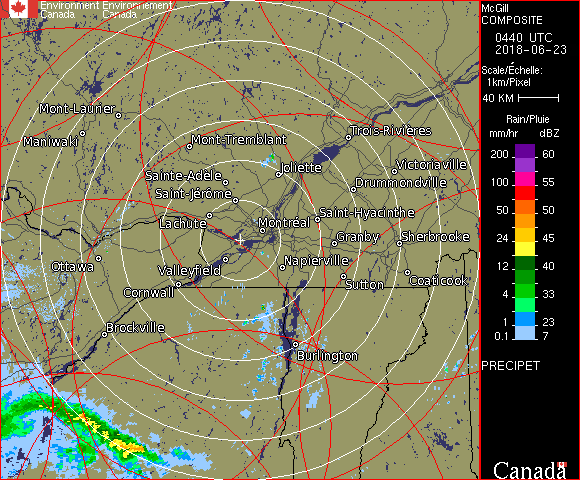 Environment Environnement
Canada Canada
McGill
COMPOSITE
0440 UTC
2018-06-23
Scale/Échelle:
1km/Pixel
40 KM
Rain/Pluie
mm/hr dBZ
200 60
100 55
50 50
24 45
12 40
4 33
1 23
0.1 7
PRECIPET
Canada
Mont-Laurier
Maniwaki
Mont-Tremblant
Trois-Rivières
Joliette
Victoriaville
Sainte-Adèle
Drummondville
Saint-Jérôme
Lachute
Saint-Hyacinthe
Montréal
Granby
Sherbrooke
Ottawa
Valleyfield
Napierville
Cornwall
Sutton
Coaticook
Brockville
Burlington